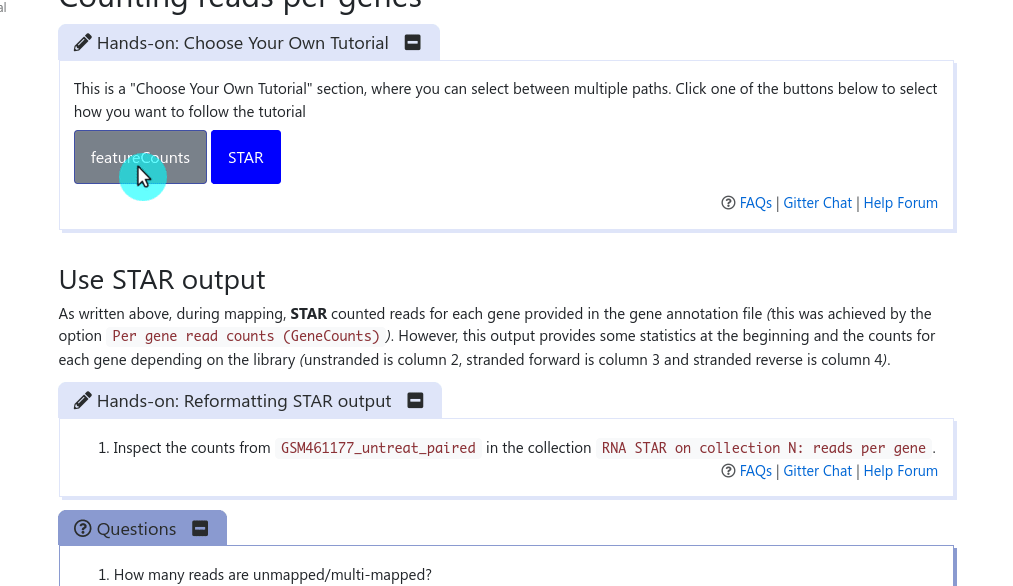 al
Counting reads per genes
Hands-on: Choose Your Own Tutorial
This is a "Choose Your Own Tutorial" section, where you can select between multiple paths. Click one of the buttons below to select
how you want to follow the tutorial
featureCounts STAR
FAQs | Gitter Chat | Help Forum
Use STAR output
As written above, during mapping, STAR counted reads for each gene provided in the gene annotation file (this was achieved by the
option Per gene read counts (GeneCounts) ). However, this output provides some statistics at the beginning and the counts for
each gene depending on the library (unstranded is column 2, stranded forward is column 3 and stranded reverse is column 4).
Hands-on: Reformatting STAR output
1. Inspect the counts from GSM461177_untreat_paired in the collection RNA STAR on collection N: reads per gene .
FAQs | Gitter Chat | Help Forum
Questions
1. How many reads are unmapped/multi-mapped?